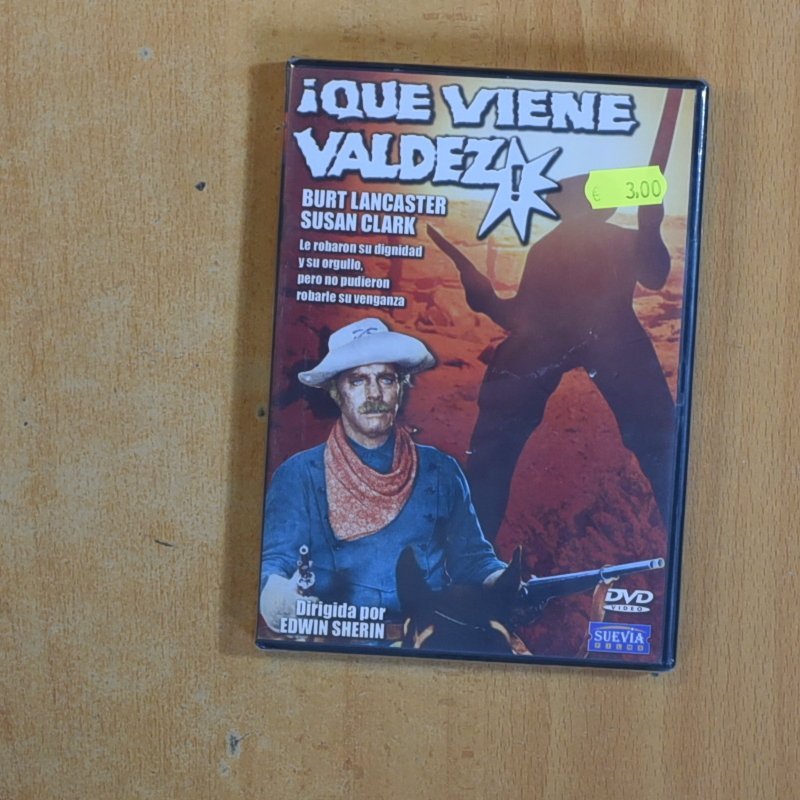 ¡QUE VIENE
VALDEZ!
€ 3.00
BURT LANCASTER
SUSAN CLARK
Le robaron su dignidad
y su orgullo,
pero no pudieron
robarle su venganza
Dirigida por
EDWIN SHERIN
DVD
VIDEO
SUEVIA
FILMS